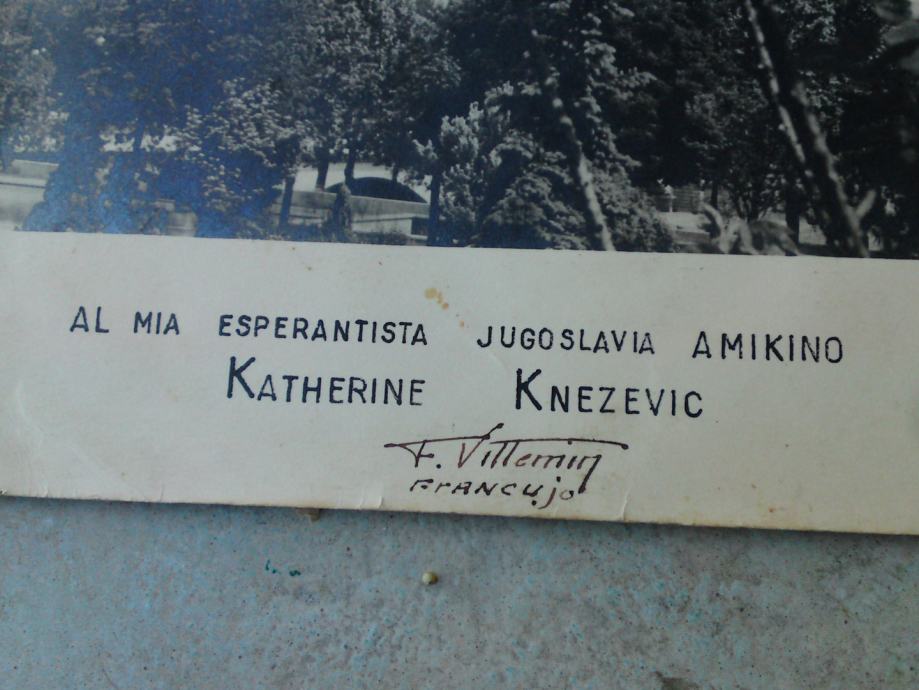 AL MIA ESPERANTISTA JUGOSLAVIA AMIKINO
KATHERINE KNEZEVIC
F. Villemin
FRANCUjo